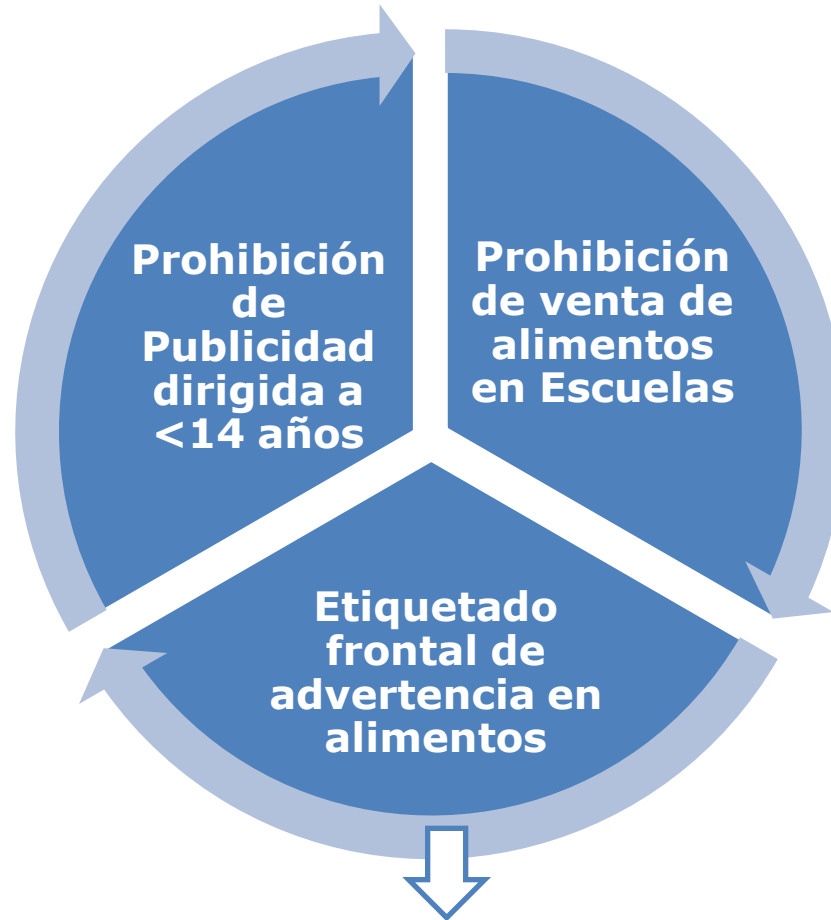 Prohibición
de
Publicidad
dirigida a
<14 años
Prohibición
de venta de
alimentos
en Escuelas
Etiquetado
frontal de
advertencia en
alimentos